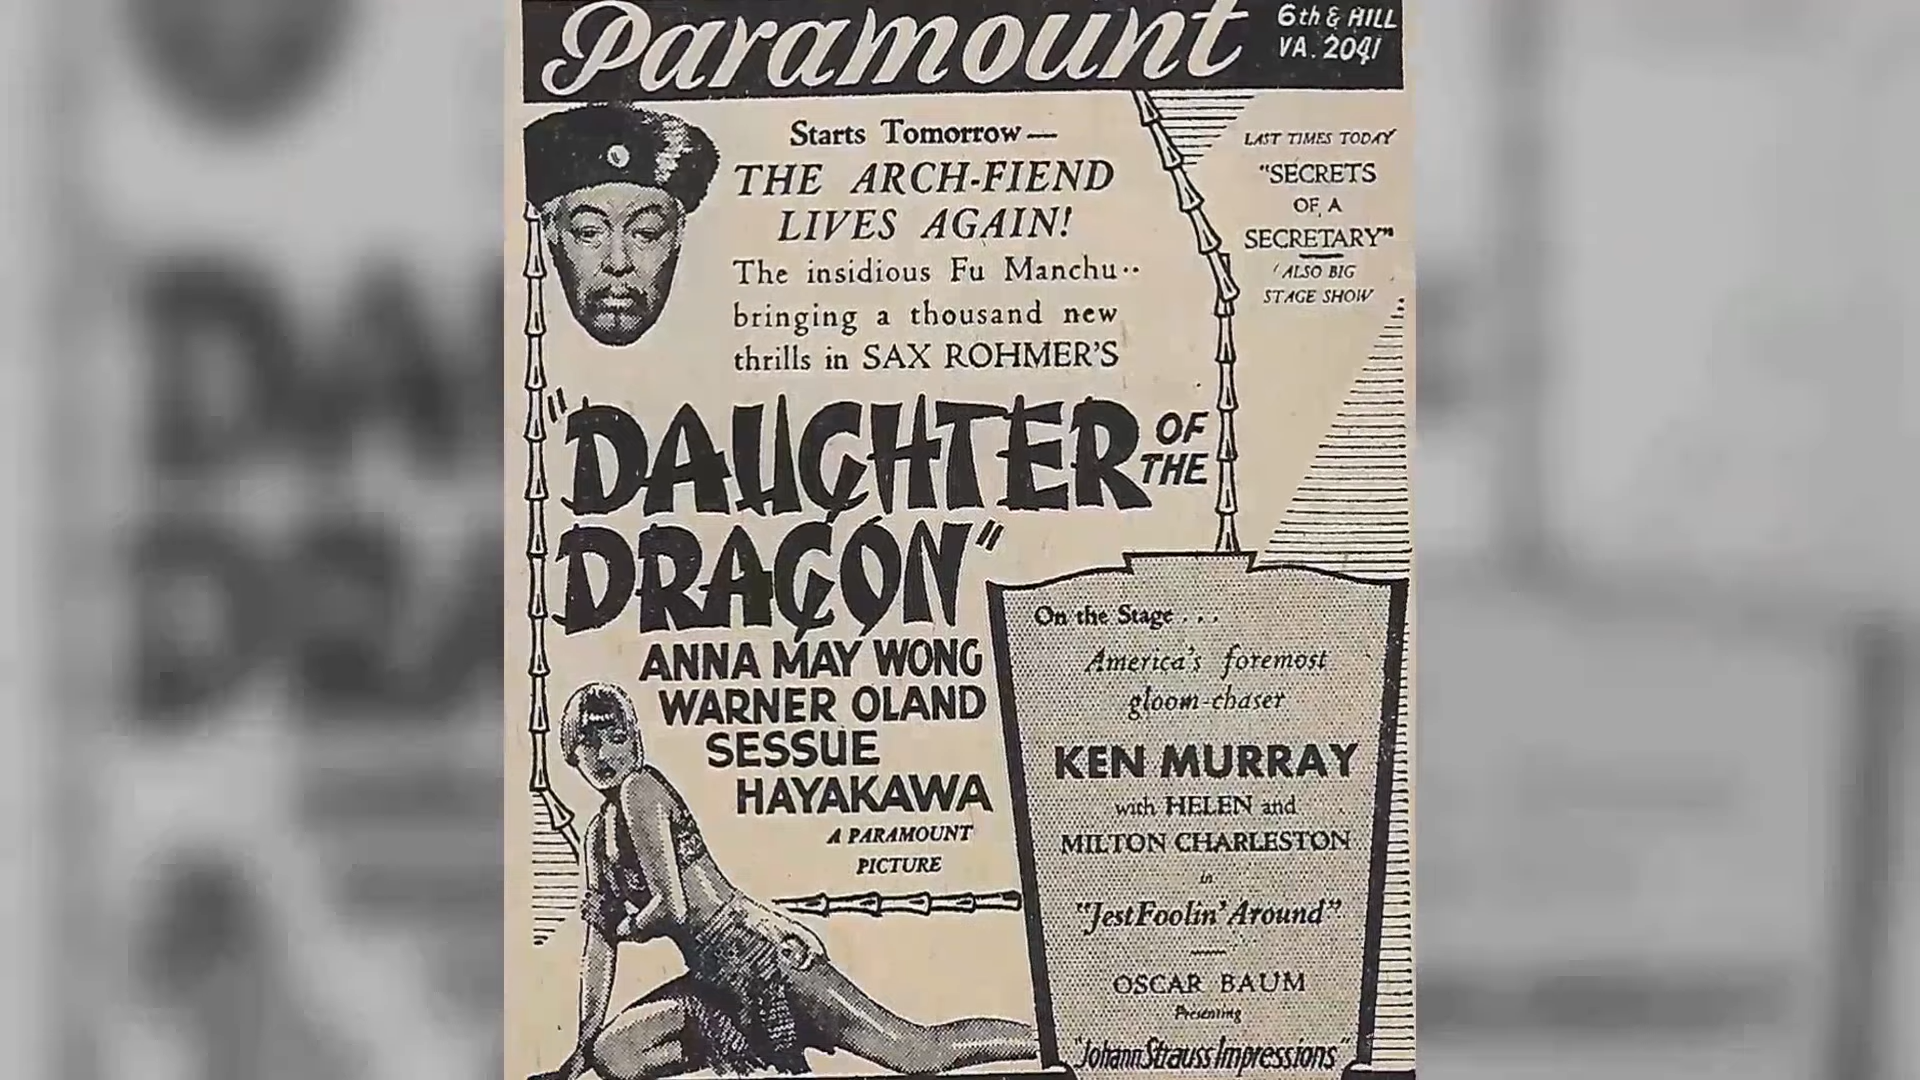 Paramount
6th & HILL
VA. 2041
Starts Tomorrow—
THE ARCH-FIEND
LIVES AGAIN!
The insidious Fu Manchu··
bringing a thousand new
thrills in SAX ROHMER'S
"DAUGHTER OF THE
DRAGON"
ANNA MAY WONG
WARNER OLAND
SESSUE
HAYAKAWA
A PARAMOUNT
PICTURE
LAST TIMES TODAY
"SECRETS
OF A
SECRETARY"
ALSO BIG
STAGE SHOW
On the Stage . . .
America's foremost
gloom-chaser
KEN MURRAY
with HELEN and
MILTON CHARLESTON
in
"Jest Foolin' Around"
OSCAR BAUM
Presenting
"Johann Strauss Impressions"